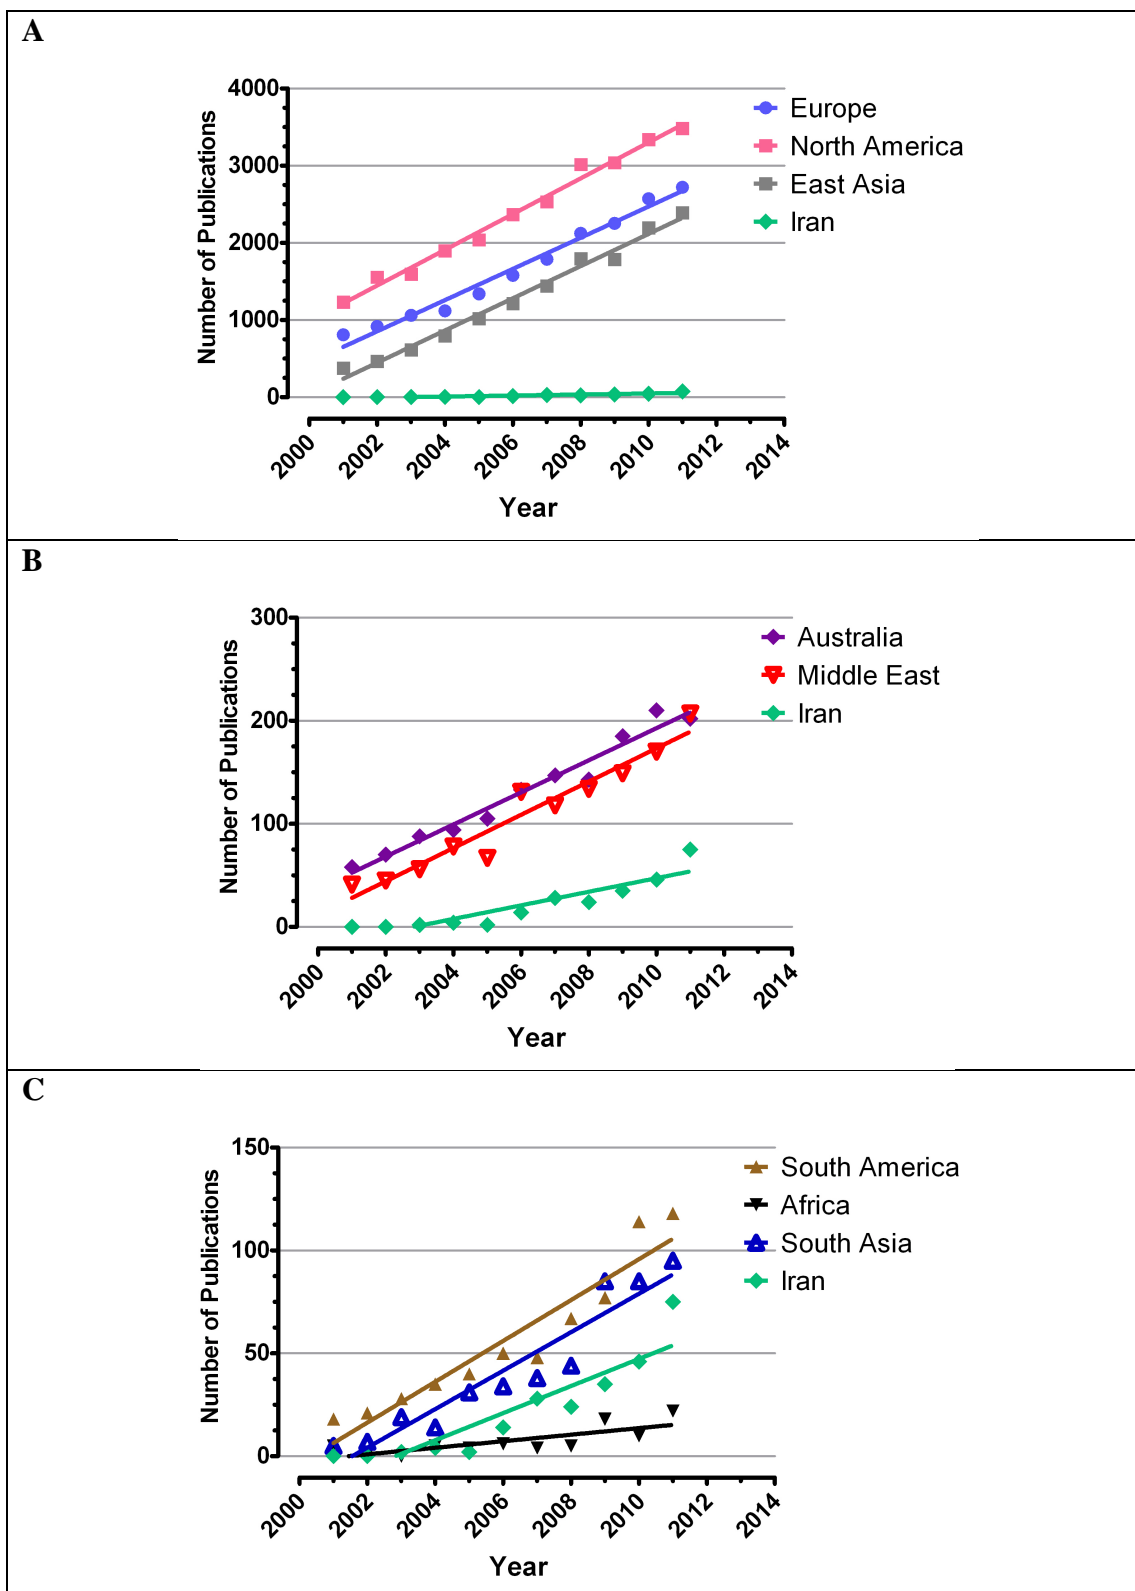 A
4000
3000
2000
1000
0
Number of Publications
Europe
North America
East Asia
Iran
2000 2002 2004 2006 2008 2010 2012 2014
Year
B
300
200
100
0
Number of Publications
Australia
Middle East
Iran
2000 2002 2004 2006 2008 2010 2012 2014
Year
C
150
100
50
0
Number of Publications
South America
Africa
South Asia
Iran
2000 2002 2004 2006 2008 2010 2012 2014
Year